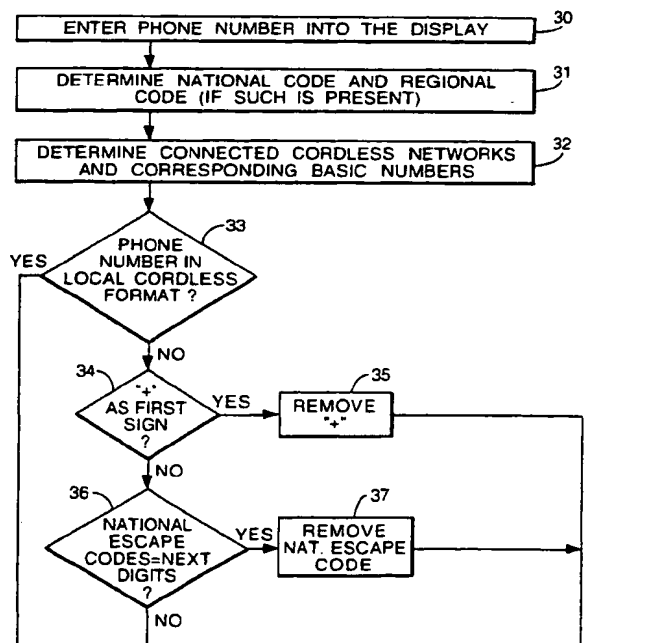 ENTER PHONE NUMBER INTO THE DISPLAY
30
DETERMINE NATIONAL CODE AND REGIONAL
CODE (IF SUCH IS PRESENT)
31
DETERMINE CONNECTED CORDLESS NETWORKS
AND CORRESPONDING BASIC NUMBERS
32
33
PHONE
NUMBER IN
LOCAL CORDLESS
FORMAT ?
YES
NO
34
"+"
AS FIRST
SIGN
?
YES
35
REMOVE
"+"
NO
36
NATIONAL
ESCAPE
CODES=NEXT
DIGITS
?
YES
37
REMOVE
NAT. ESCAPE
CODE
NO